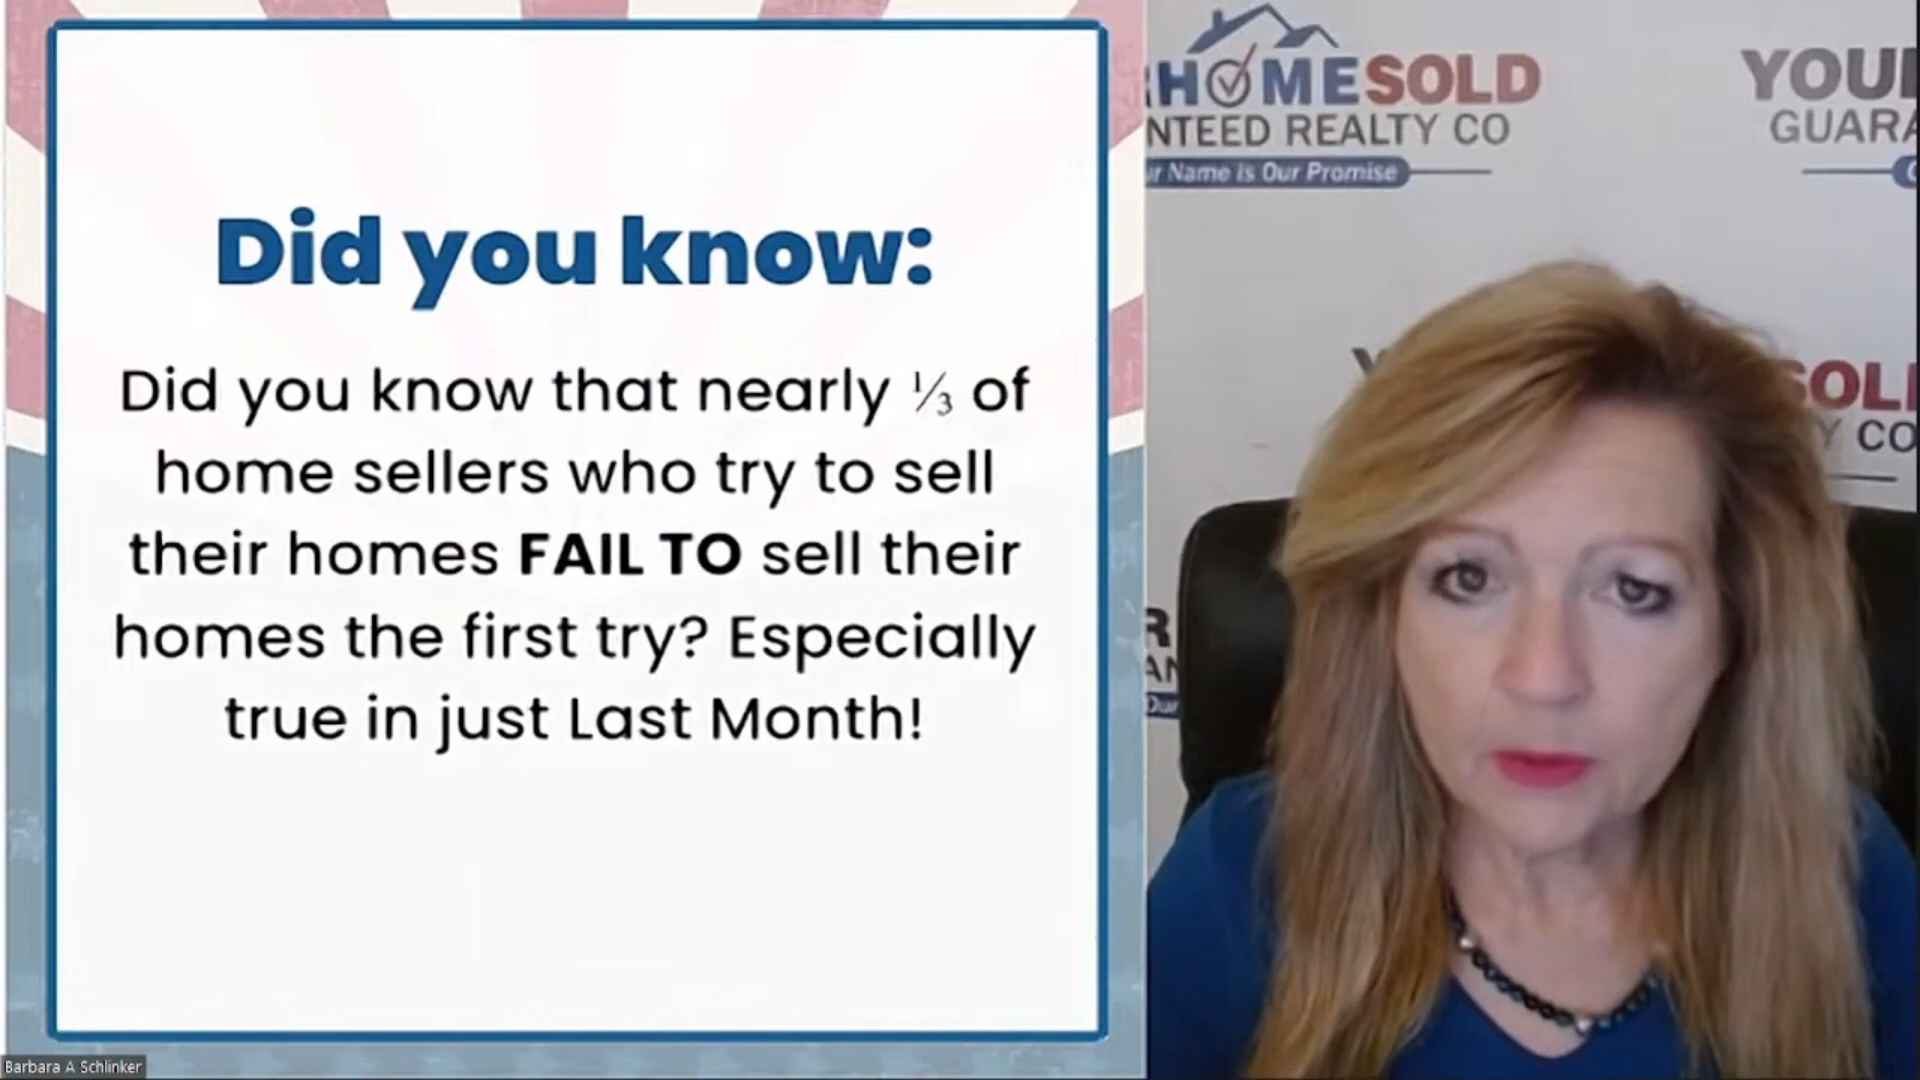 Did you know:
Did you know that nearly ⅓ of
home sellers who try to sell
their homes FAIL TO sell their
homes the first try? Especially
true in just Last Month!
HOMESOLD
NTEED REALTY CO
r Name is Our Promise
YOU
GUARA
SOL
Y CO
R
AN
Our
Barbara A Schlinker